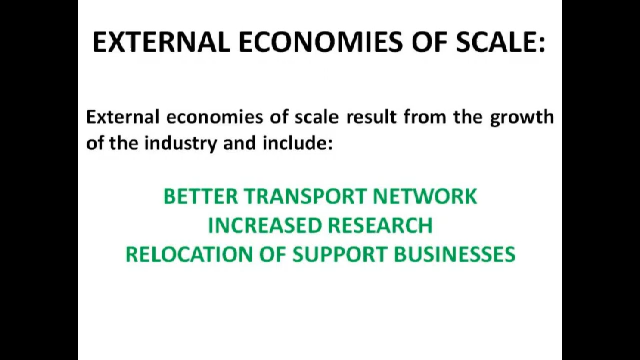 EXTERNAL ECONOMIES OF SCALE:
External economies of scale result from the growth
of the industry and include:
BETTER TRANSPORT NETWORK
INCREASED RESEARCH
RELOCATION OF SUPPORT BUSINESSES